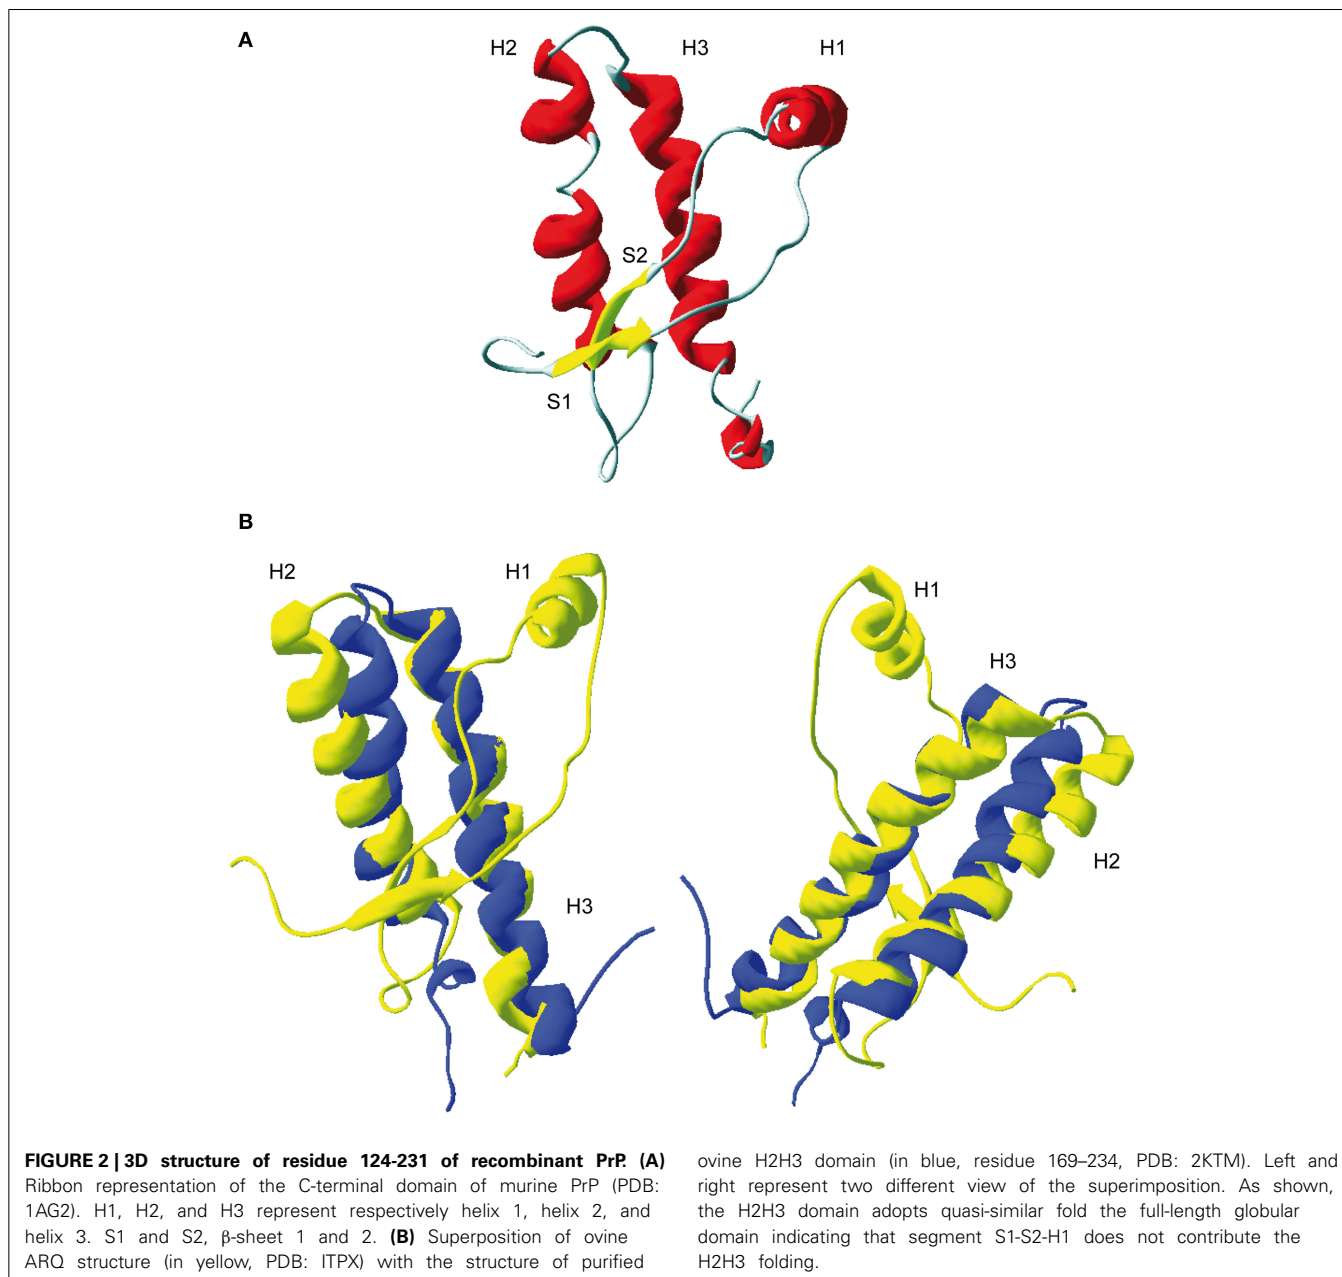 A
H2
H3
H1
S2
S1
B
H2
H1
H3
H1
H3
H2
FIGURE 2 | 3D structure of residue 124-231 of recombinant PrP. (A)
Ribbon representation of the C-terminal domain of murine PrP (PDB:
1AG2). H1, H2, and H3 represent respectively helix 1, helix 2, and
helix 3. S1 and S2, β-sheet 1 and 2. (B) Superposition of ovine
ARQ structure (in yellow, PDB: ITPX) with the structure of purified
ovine H2H3 domain (in blue, residue 169–234, PDB: 2KTM). Left and
right represent two different view of the superimposition. As shown,
the H2H3 domain adopts quasi-similar fold the full-length globular
domain indicating that segment S1-S2-H1 does not contribute the
H2H3 folding.